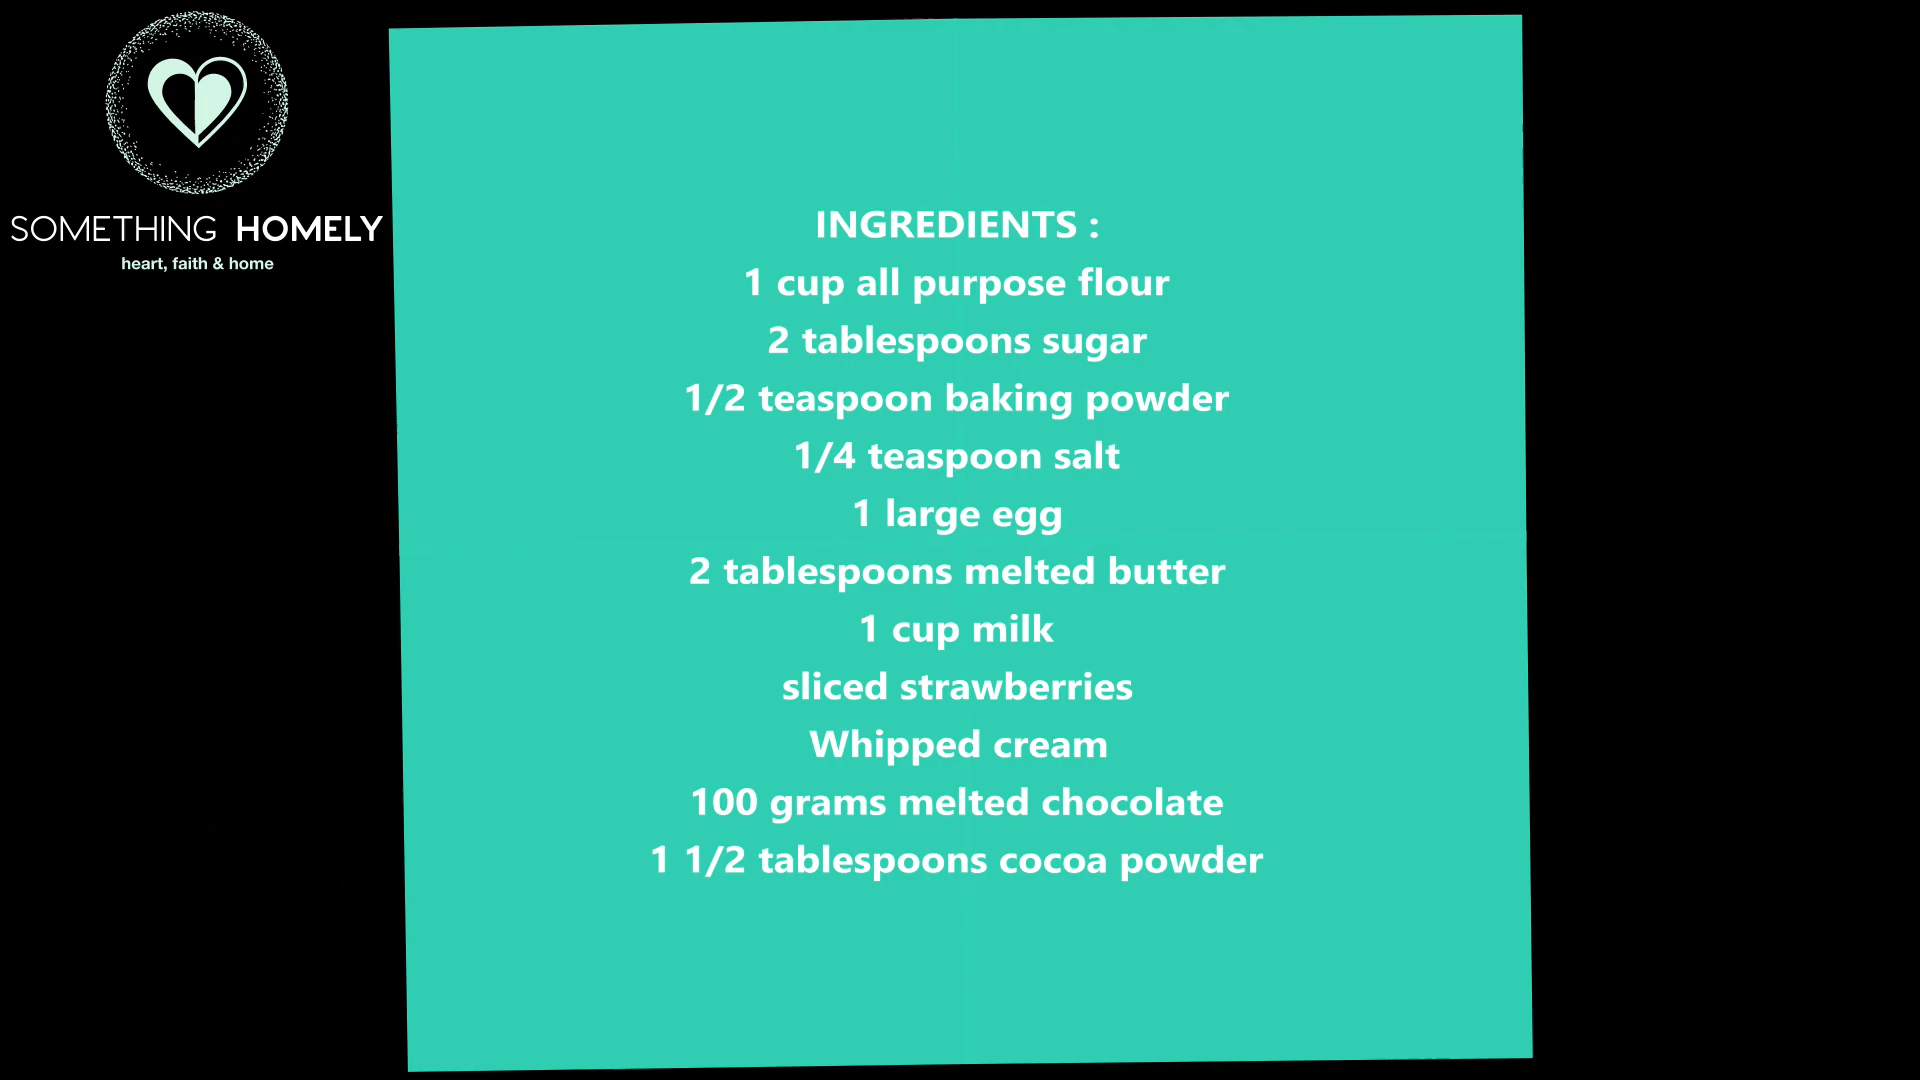 SOMETHING HOMELY
heart, faith & home
INGREDIENTS :
1 cup all purpose flour
2 tablespoons sugar
1/2 teaspoon baking powder
1/4 teaspoon salt
1 large egg
2 tablespoons melted butter
1 cup milk
sliced strawberries
Whipped cream
100 grams melted chocolate
1 1/2 tablespoons cocoa powder